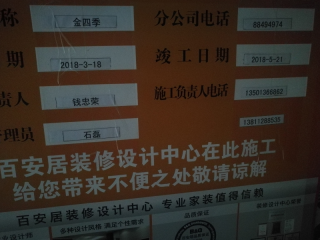 称 金四季 分公司电话 88494074
期 2018-3-18 竣工日期 2018-5-21
责人 钱忠荣 施工负责人电话
管理员 石磊
百安居装修设计中心在此施工
给您带来不便之处敬请谅解
百安居装修设计中心 专业家装值得信赖